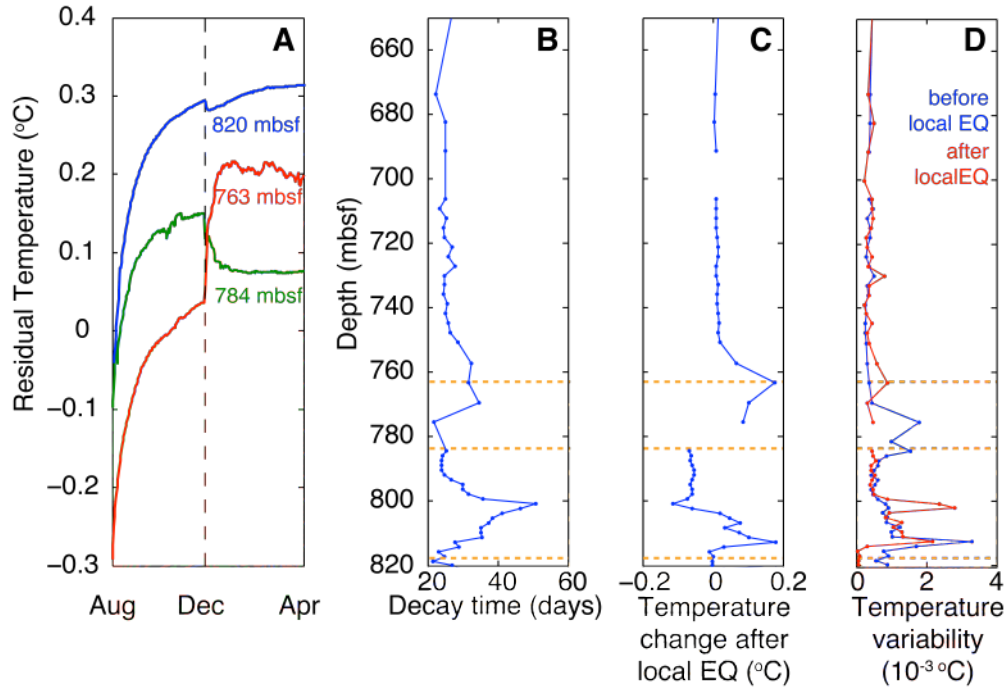 A
Residual Temperature (°C)
0.4
0.3
0.2
0.1
0
−0.1
−0.2
−0.3
820 mbsf
763 mbsf
784 mbsf
Aug
Dec
Apr
B
Depth (mbsf)
660
680
700
720
740
760
780
800
820
20
40
60
Decay time (days)
C
−0.2
0
0.2
Temperature
change after
local EQ (°C)
D
before
local EQ
after
localEQ
0
2
4
Temperature
variability
(10-3 °C)